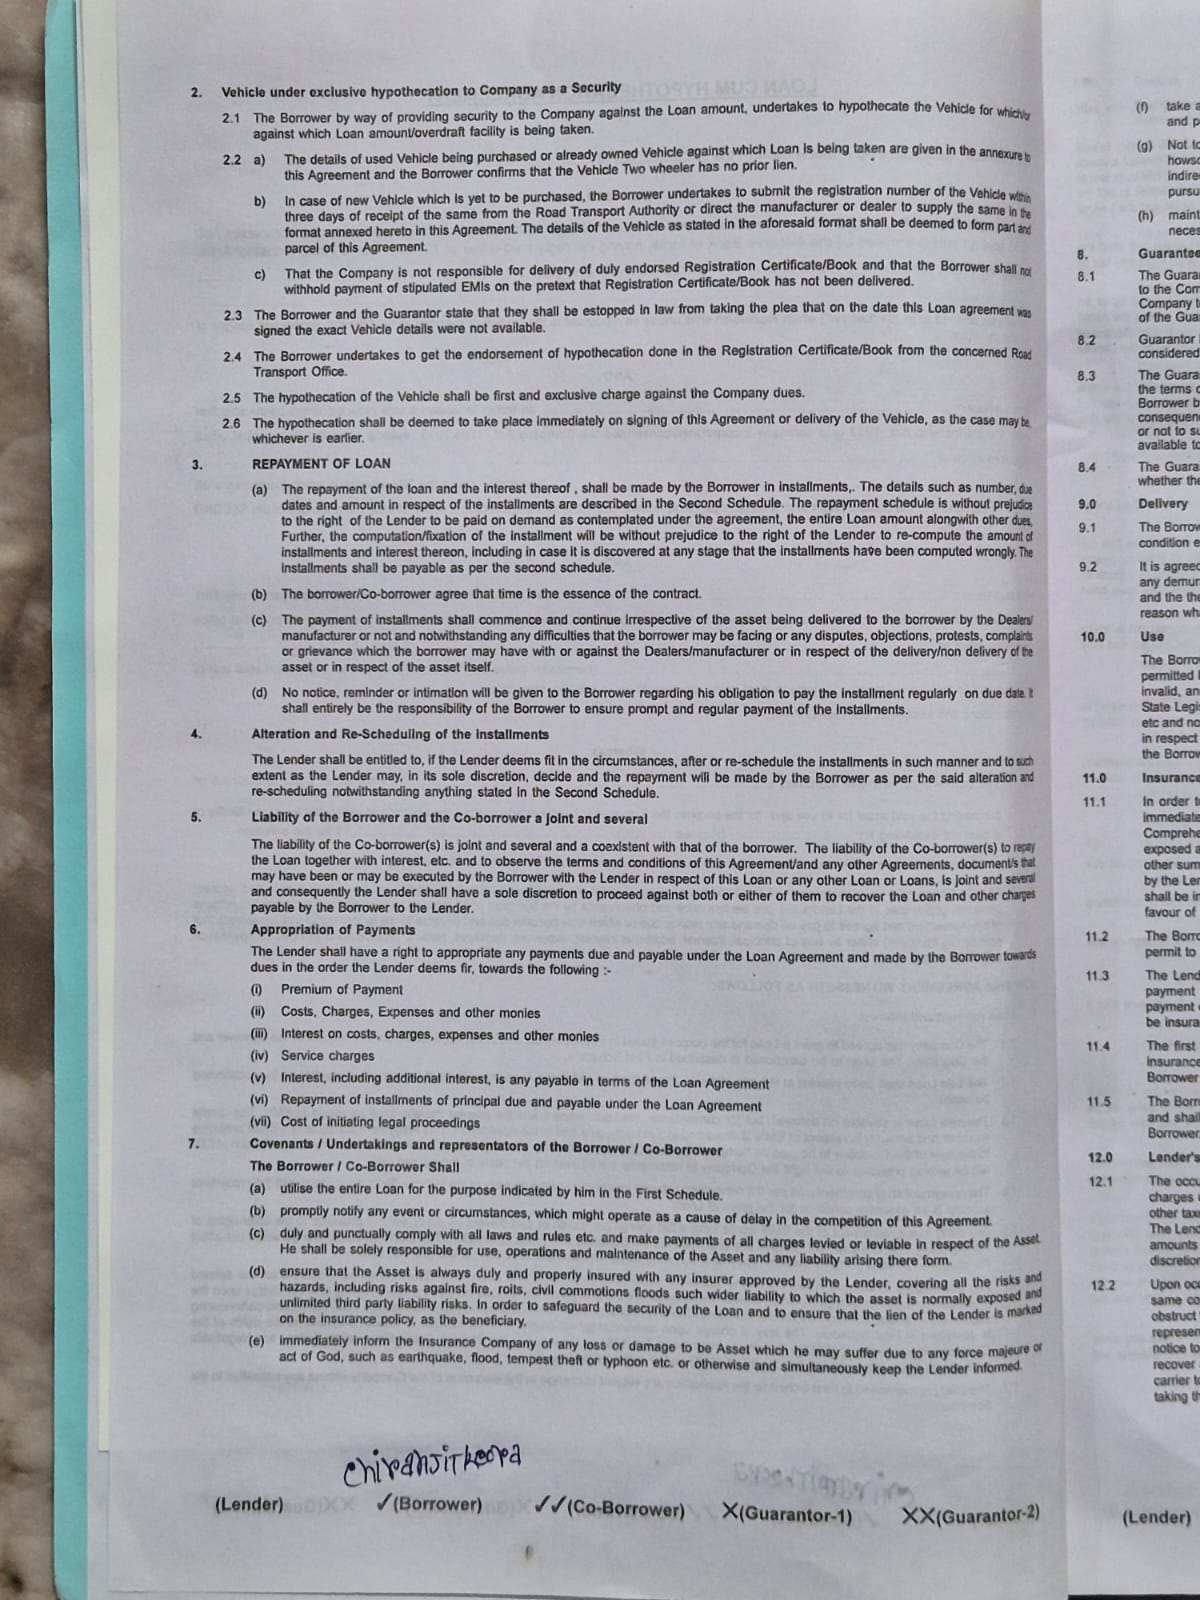 2. Vehicle under exclusive hypothecation to Company as a Security
2.1 The Borrower by way of providing security to the Company against the Loan amount, undertakes to hypothecate the Vehicle for which/or
against which Loan amount/overdraft facility is being taken.
2.2 a) The details of used Vehicle being purchased or already owned Vehicle against which Loan is being taken are given in the annexure to
this Agreement and the Borrower confirms that the Vehicle Two wheeler has no prior lien.
b) In case of new Vehicle which is yet to be purchased, the Borrower undertakes to submit the registration number of the Vehicle within
three days of receipt of the same from the Road Transport Authority or direct the manufacturer or dealer to supply the same in the
format annexed hereto in this Agreement. The details of the Vehicle as stated in the aforesaid format shall be deemed to form part and
parcel of this Agreement.
c) That the Company is not responsible for delivery of duly endorsed Registration Certificate/Book and that the Borrower shall not
withhold payment of stipulated EMIs on the pretext that Registration Certificate/Book has not been delivered.
2.3 The Borrower and the Guarantor state that they shall be estopped in law from taking the plea that on the date this Loan agreement was
signed the exact Vehicle details were not available.
2.4 The Borrower undertakes to get the endorsement of hypothecation done in the Registration Certificate/Book from the concerned Road
Transport Office.
2.5 The hypothecation of the Vehicle shall be first and exclusive charge against the Company dues.
2.6 The hypothecation shall be deemed to take place immediately on signing of this Agreement or delivery of the Vehicle, as the case may be,
whichever is earlier.
3. REPAYMENT OF LOAN
(a) The repayment of the loan and the interest thereof , shall be made by the Borrower in installments,. The details such as number, due
dates and amount in respect of the installments are described in the Second Schedule. The repayment schedule is without prejudice
to the right of the Lender to be paid on demand as contemplated under the agreement, the entire Loan amount alongwith other dues,
Further, the computation/fixation of the installment will be without prejudice to the right of the Lender to re-compute the amount of
installments and interest thereon, including in case it is discovered at any stage that the installments have been computed wrongly. The
installments shall be payable as per the second schedule.
(b) The borrower/Co-borrower agree that time is the essence of the contract.
(c) The payment of installments shall commence and continue irrespective of the asset being delivered to the borrower by the Dealers/
manufacturer or not and notwithstanding any difficulties that the borrower may be facing or any disputes, objections, protests, complaints
or grievance which the borrower may have with or against the Dealers/manufacturer or in respect of the delivery/non delivery of the
asset or in respect of the asset itself.
(d) No notice, reminder or intimation will be given to the Borrower regarding his obligation to pay the installment regularly on due date. It
shall entirely be the responsibility of the Borrower to ensure prompt and regular payment of the installments.
4. Alteration and Re-Scheduling of the installments
The Lender shall be entitled to, if the Lender deems fit in the circumstances, after or re-schedule the installments in such manner and to such
extent as the Lender may, in its sole discretion, decide and the repayment will be made by the Borrower as per the said alteration and
re-scheduling notwithstanding anything stated in the Second Schedule.
5. Liability of the Borrower and the Co-borrower a joint and several
The liability of the Co-borrower(s) is joint and several and a coexistent with that of the borrower. The liability of the Co-borrower(s) to repay
the Loan together with interest, etc. and to observe the terms and conditions of this Agreement/and any other Agreements, document/s that
may have been or may be executed by the Borrower with the Lender in respect of this Loan or any other Loan or Loans, is joint and several
and consequently the Lender shall have a sole discretion to proceed against both or either of them to recover the Loan and other charges
payable by the Borrower to the Lender.
6. Appropriation of Payments
The Lender shall have a right to appropriate any payments due and payable under the Loan Agreement and made by the Borrower towards
dues in the order the Lender deems fir, towards the following :-
(i) Premium of Payment
(ii) Costs, Charges, Expenses and other monies
(iii) Interest on costs, charges, expenses and other monies
(iv) Service charges
(v) Interest, including additional interest, is any payable in terms of the Loan Agreement
(vi) Repayment of installments of principal due and payable under the Loan Agreement
(vii) Cost of initiating legal proceedings
7. Covenants / Undertakings and representators of the Borrower / Co-Borrower
The Borrower / Co-Borrower Shall
(a) utilise the entire Loan for the purpose indicated by him in the First Schedule.
(b) promptly notify any event or circumstances, which might operate as a cause of delay in the competition of this Agreement.
(c) duly and punctually comply with all laws and rules etc. and make payments of all charges levied or leviable in respect of the Asset.
He shall be solely responsible for use, operations and maintenance of the Asset and any liability arising there form.
(d) ensure that the Asset is always duly and properly insured with any insurer approved by the Lender, covering all the risks and
hazards, including risks against fire, roits, civil commotions floods such wider liability to which the asset is normally exposed and
unlimited third party liability risks. In order to safeguard the security of the Loan and to ensure that the lien of the Lender is marked
on the insurance policy, as the beneficiary.
(e) immediately inform the Insurance Company of any loss or damage to be Asset which he may suffer due to any force majeure or
act of God, such as earthquake, flood, tempest theft or typhoon etc. or otherwise and simultaneously keep the Lender informed.
(Lender) ✓(Borrower) ✓✓(Co-Borrower) X(Guarantor-1) XX(Guarantor-2)
(f) take
and
(g) Not
(h)
8. Guarantee
8.1 The
to the
Company
of the
8.2 Guarantor
considered
8.3 The
the terms
Borrower
or not to
available
8.4 The
whether the
9.0 Delivery
9.1 The
condition
9.2 It is agreed
any
and the
reason
10.0 Use
The
permitted
invalid, an
State
etc and no
in respect
the
11.0 Insurance
11.1 In order
exposed
other sum
by the
shall be
favour of
11.2 The
permit to
11.3 The
payment
payment
be
11.4 The first
insurance
Borrower
11.5 The
and shall
Borrower
12.0 Lender's
12.1 The
charges
other
The
amounts
12.2 Upon
same
obstruct
notice to
recover
carrier
taking
(Lender)